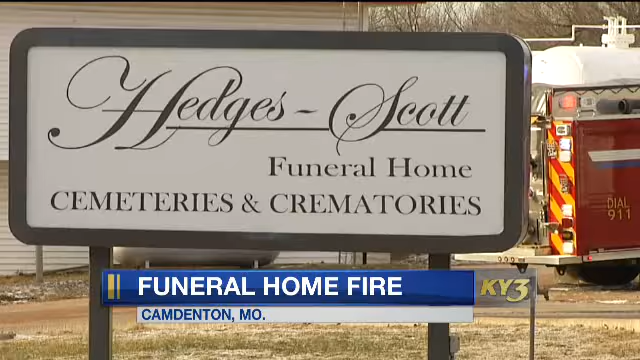 Hedges - Scott
Funeral Home
CEMETERIES & CREMATORIES
DIAL
911
FUNERAL HOME FIRE
KY3
CAMDENTON, MO.